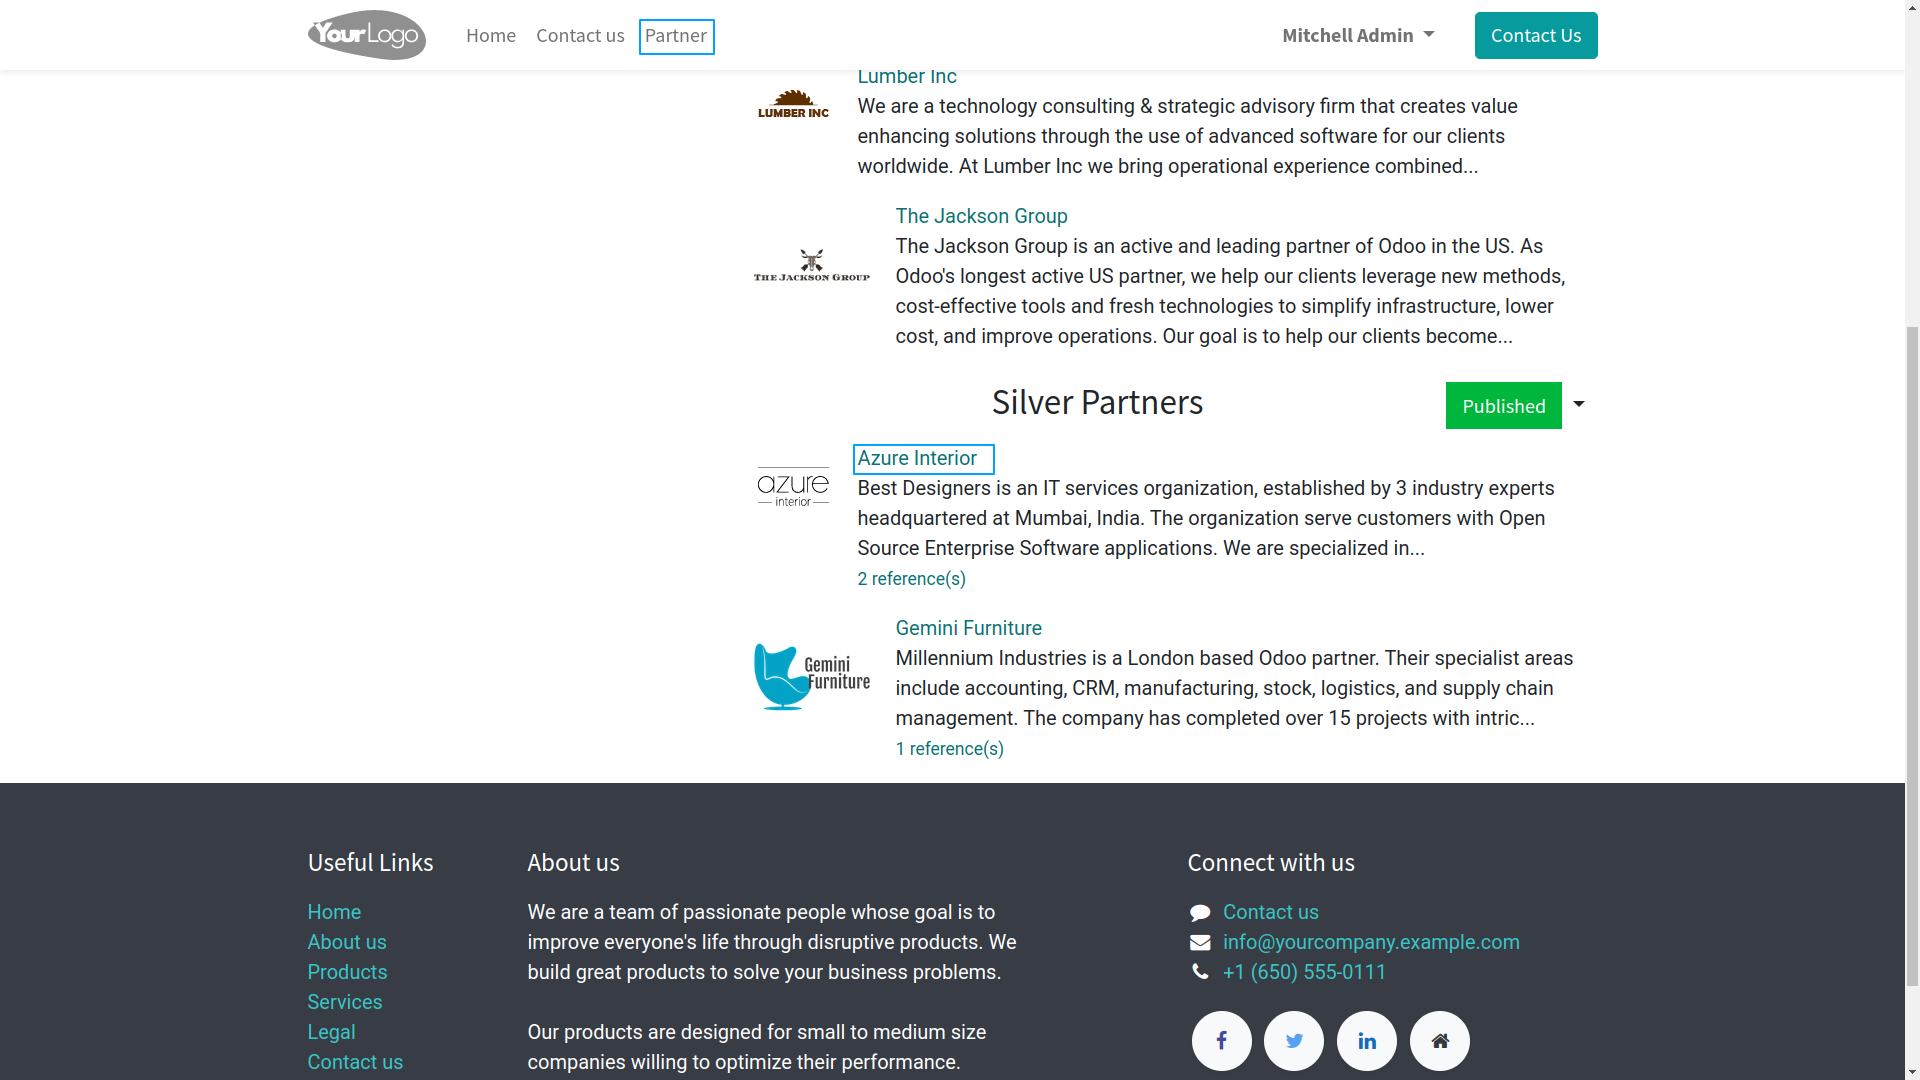 YourLogo
Home Contact us Partner Mitchell Admin Contact Us
Lumber Inc
LUMBER INC
We are a technology consulting & strategic advisory firm that creates value
enhancing solutions through the use of advanced software for our clients
worldwide. At Lumber Inc we bring operational experience combined...
The Jackson Group
THE JACKSON GROUP
The Jackson Group is an active and leading partner of Odoo in the US. As
Odoo's longest active US partner, we help our clients leverage new methods,
cost-effective tools and fresh technologies to simplify infrastructure, lower
cost, and improve operations. Our goal is to help our clients become...
Silver Partners
Published
Azure Interior
azure
interior
Best Designers is an IT services organization, established by 3 industry experts
headquartered at Mumbai, India. The organization serve customers with Open
Source Enterprise Software applications. We are specialized in...
2 reference(s)
Gemini Furniture
Gemini
Furniture
Millennium Industries is a London based Odoo partner. Their specialist areas
include accounting, CRM, manufacturing, stock, logistics, and supply chain
management. The company has completed over 15 projects with intric...
1 reference(s)
Useful Links
Home
About us
Products
Services
Legal
Contact us
About us
We are a team of passionate people whose goal is to
improve everyone's life through disruptive products. We
build great products to solve your business problems.
Our products are designed for small to medium size
companies willing to optimize their performance.
Connect with us
Contact us
info@yourcompany.example.com
+1 (650) 555-0111